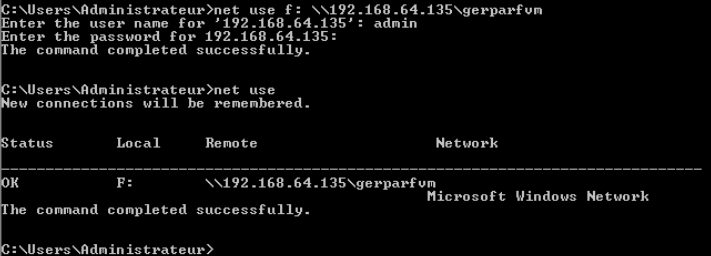 C:\Users\Administrateur>net use f: \\192.168.64.135\gerparfvm
Enter the user name for '192.168.64.135': admin
Enter the password for 192.168.64.135:
The command completed successfully.
C:\Users\Administrateur>net use
New connections will be remembered.
Status Local Remote Network
-------------------------------------------------------------------------------
OK F: \\192.168.64.135\gerparfvm
Microsoft Windows Network
The command completed successfully.
C:\Users\Administrateur>